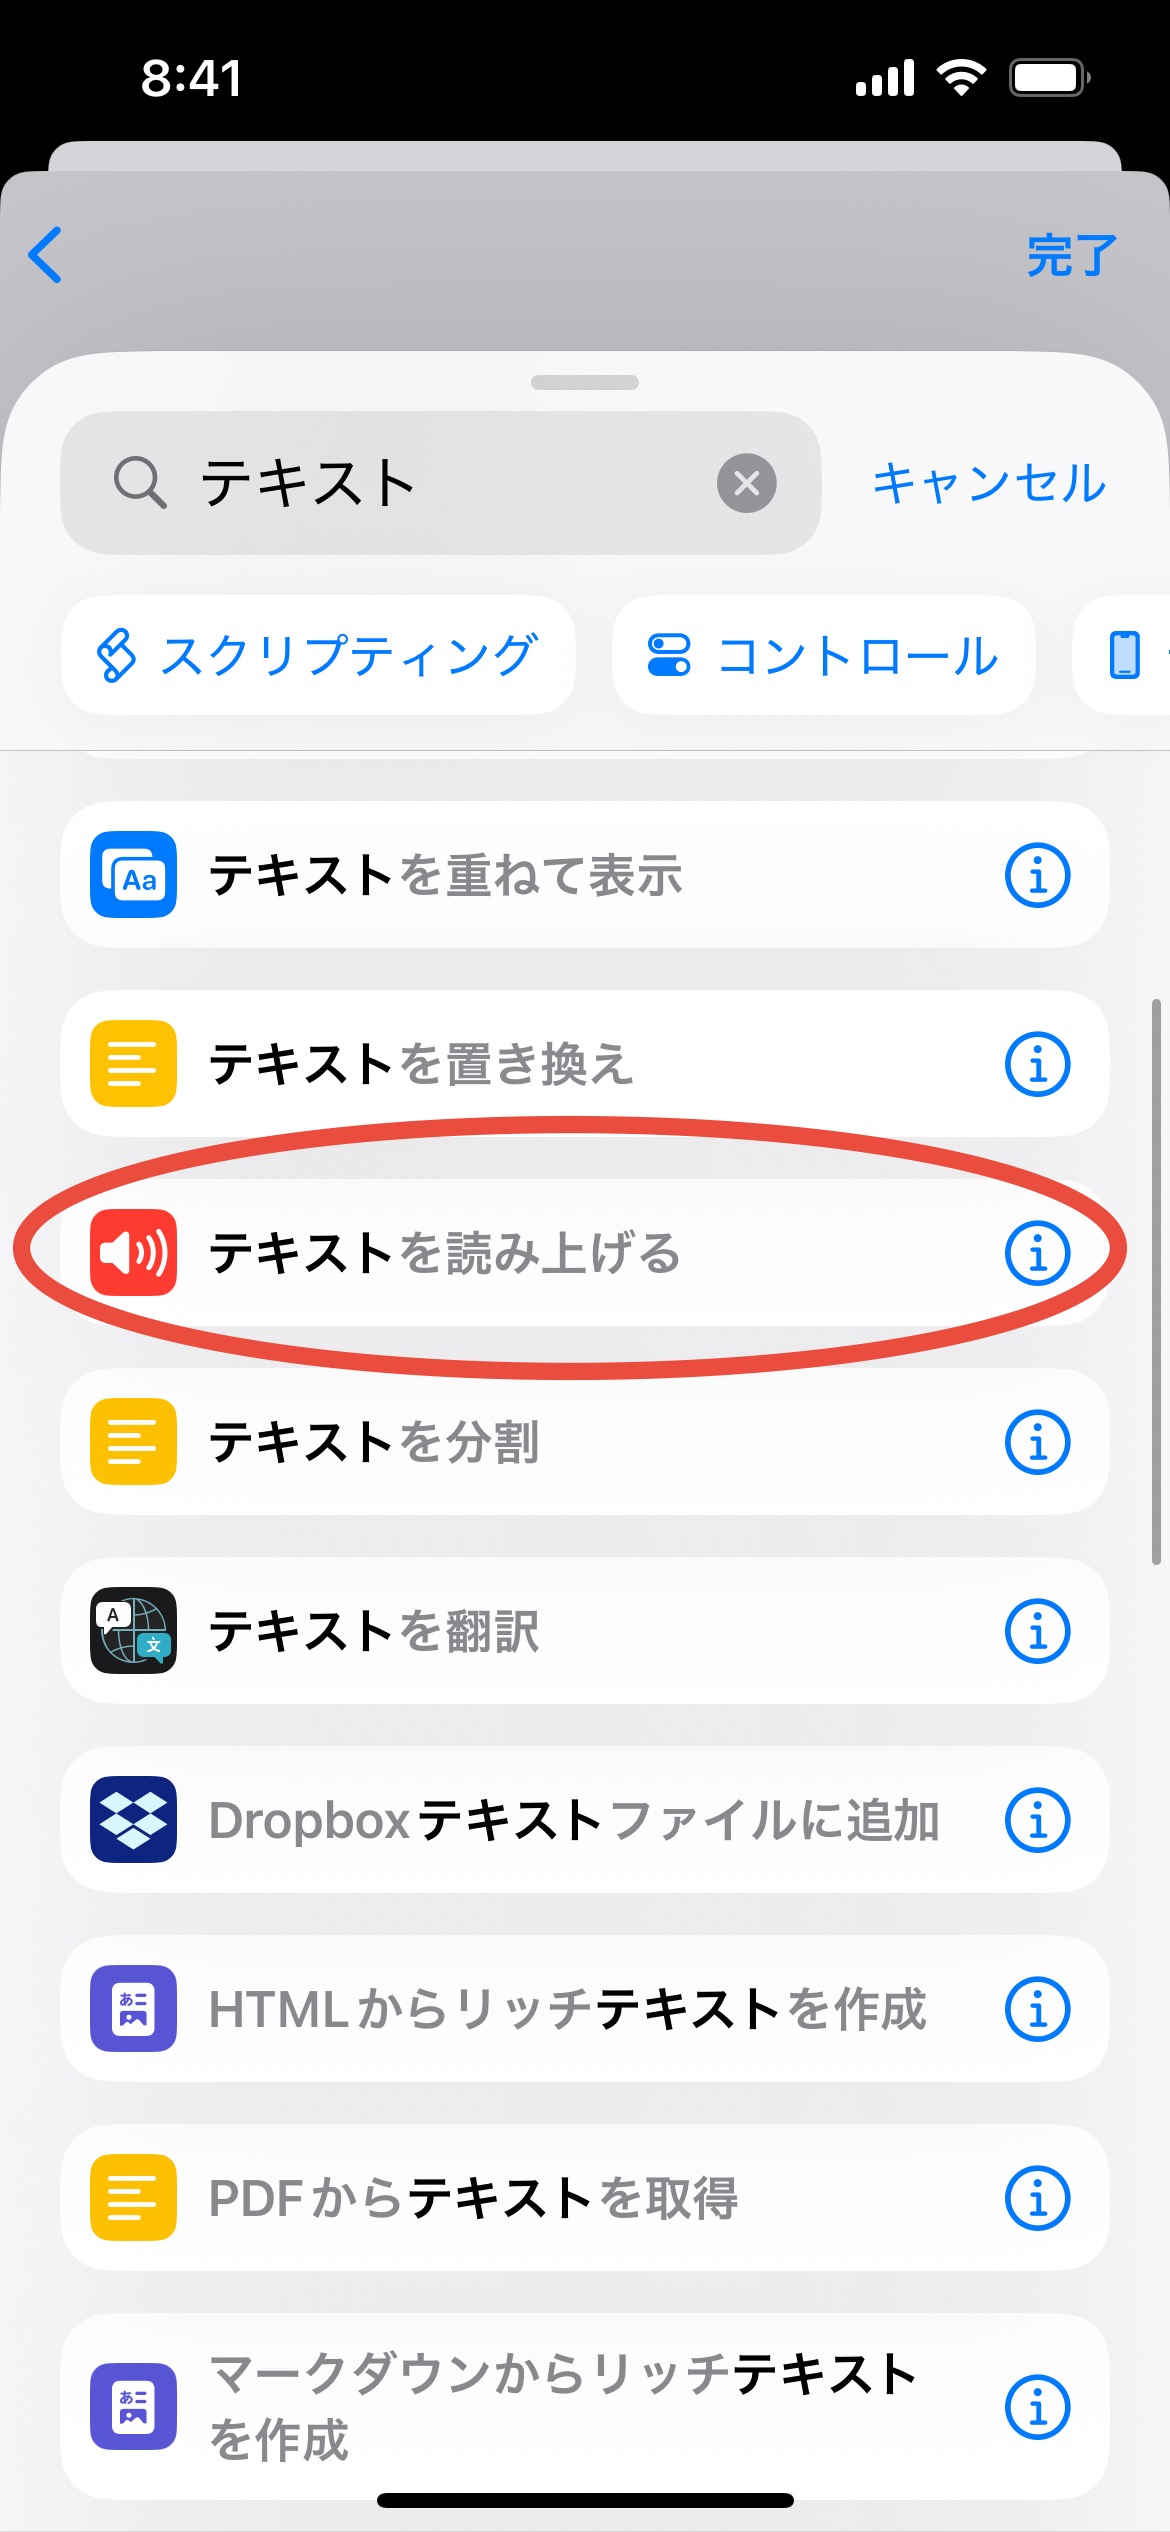 8:41
完了
テキスト
キャンセル
スクリプティング
コントロール
Aa テキストを重ねて表示
テキストを置き換え
テキストを読み上げる
テキストを分割
A 文 テキストを翻訳
Dropboxテキストファイルに追加
あ HTMLからリッチテキストを作成
PDFからテキストを取得
あ マークダウンからリッチテキスト
を作成